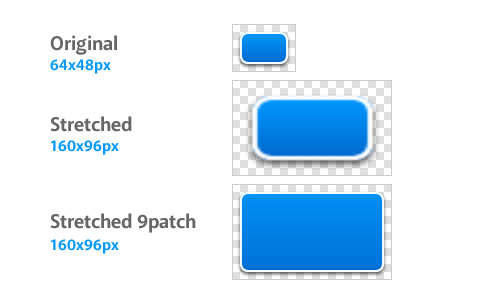 Original
64x48px
Stretched
160x96px
Stretched 9patch
160x96px